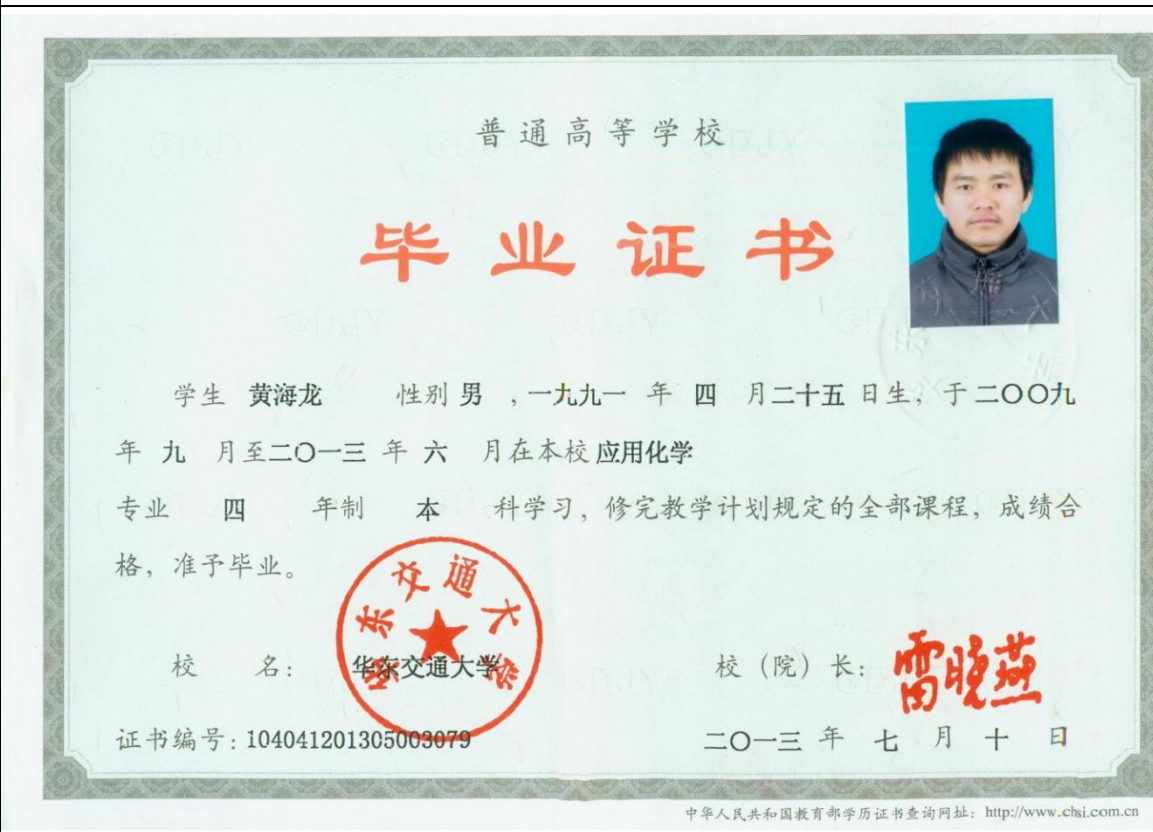 普通高等学校
毕业证书
学生 黄海龙 性别 男 ,一九九一 年 四 月二十五 日生, 于 二〇〇九
年 九 月至二〇一三 年 六 月在本校 应用化学
专业 四 年制 本 科学习, 修完教学计划规定的全部课程, 成绩合
格, 准予毕业。
华东交通大学
校 名: 华东交通大学 校 (院) 长: 雷晓燕
证书编号: 104041201305003079 二〇一三 年 七 月 十 日
中华人民共和国教育部学历证书查询网址: http://www.chsi.com.cn